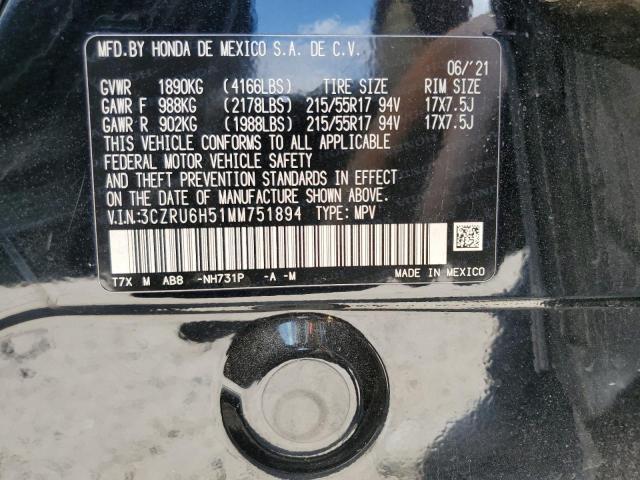 MFD.BY HONDA DE MEXICO S.A. DE C.V.
06/'21
GVWR 1890KG (4166LBS) TIRE SIZE RIM SIZE
GAWR F 988KG (2178LBS) 215/55R17 94V 17X7.5J
GAWR R 902KG (1988LBS) 215/55R17 94V 17X7.5J
THIS VEHICLE CONFORMS TO ALL APPLICABLE
FEDERAL MOTOR VEHICLE SAFETY
AND THEFT PREVENTION STANDARDS IN EFFECT
ON THE DATE OF MANUFACTURE SHOWN ABOVE.
V.I.N:3CZRU6H51MM751894 TYPE: MPV
T7X M AB8 -NH731P -A -M MADE IN MEXICO